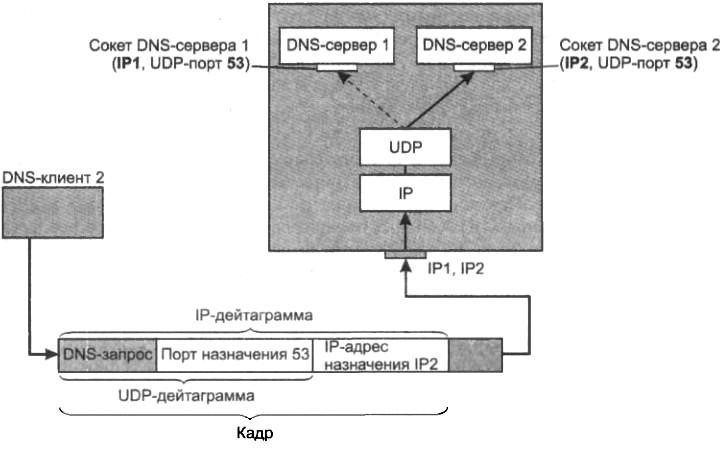 Сокет DNS-сервера 1
(IP1, UDP-порт 53)
DNS-сервер 1
DNS-сервер 2
Сокет DNS-сервера 2
(IP2, UDP-порт 53)
UDP
IP
DNS-клиент 2
IP1, IP2
IP-дейтаграмма
DNS-запрос
Порт назначения 53
IP-адрес
назначения IP2
UDP-дейтаграмма
Кадр